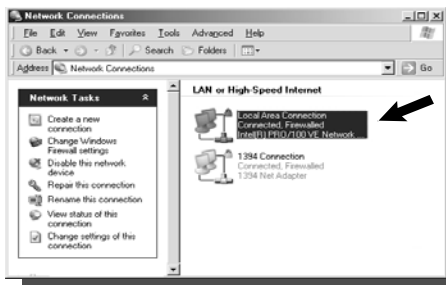 Network Connections
File Edit View Favorites Tools Advanced Help
Back Search Folders
Address Network Connections Go
Network Tasks
Create a new
connection
Change Windows
Firewall settings
Disable this network
device
Repair this connection
Rename this connection
View status of this
connection
Change settings of this
connection
LAN or High-Speed Internet
Local Area Connection
Connected, Firewalled
Intel(R) PRO/100 VE Network
1394 Connection
Connected, Firewalled
1394 Net Adapter